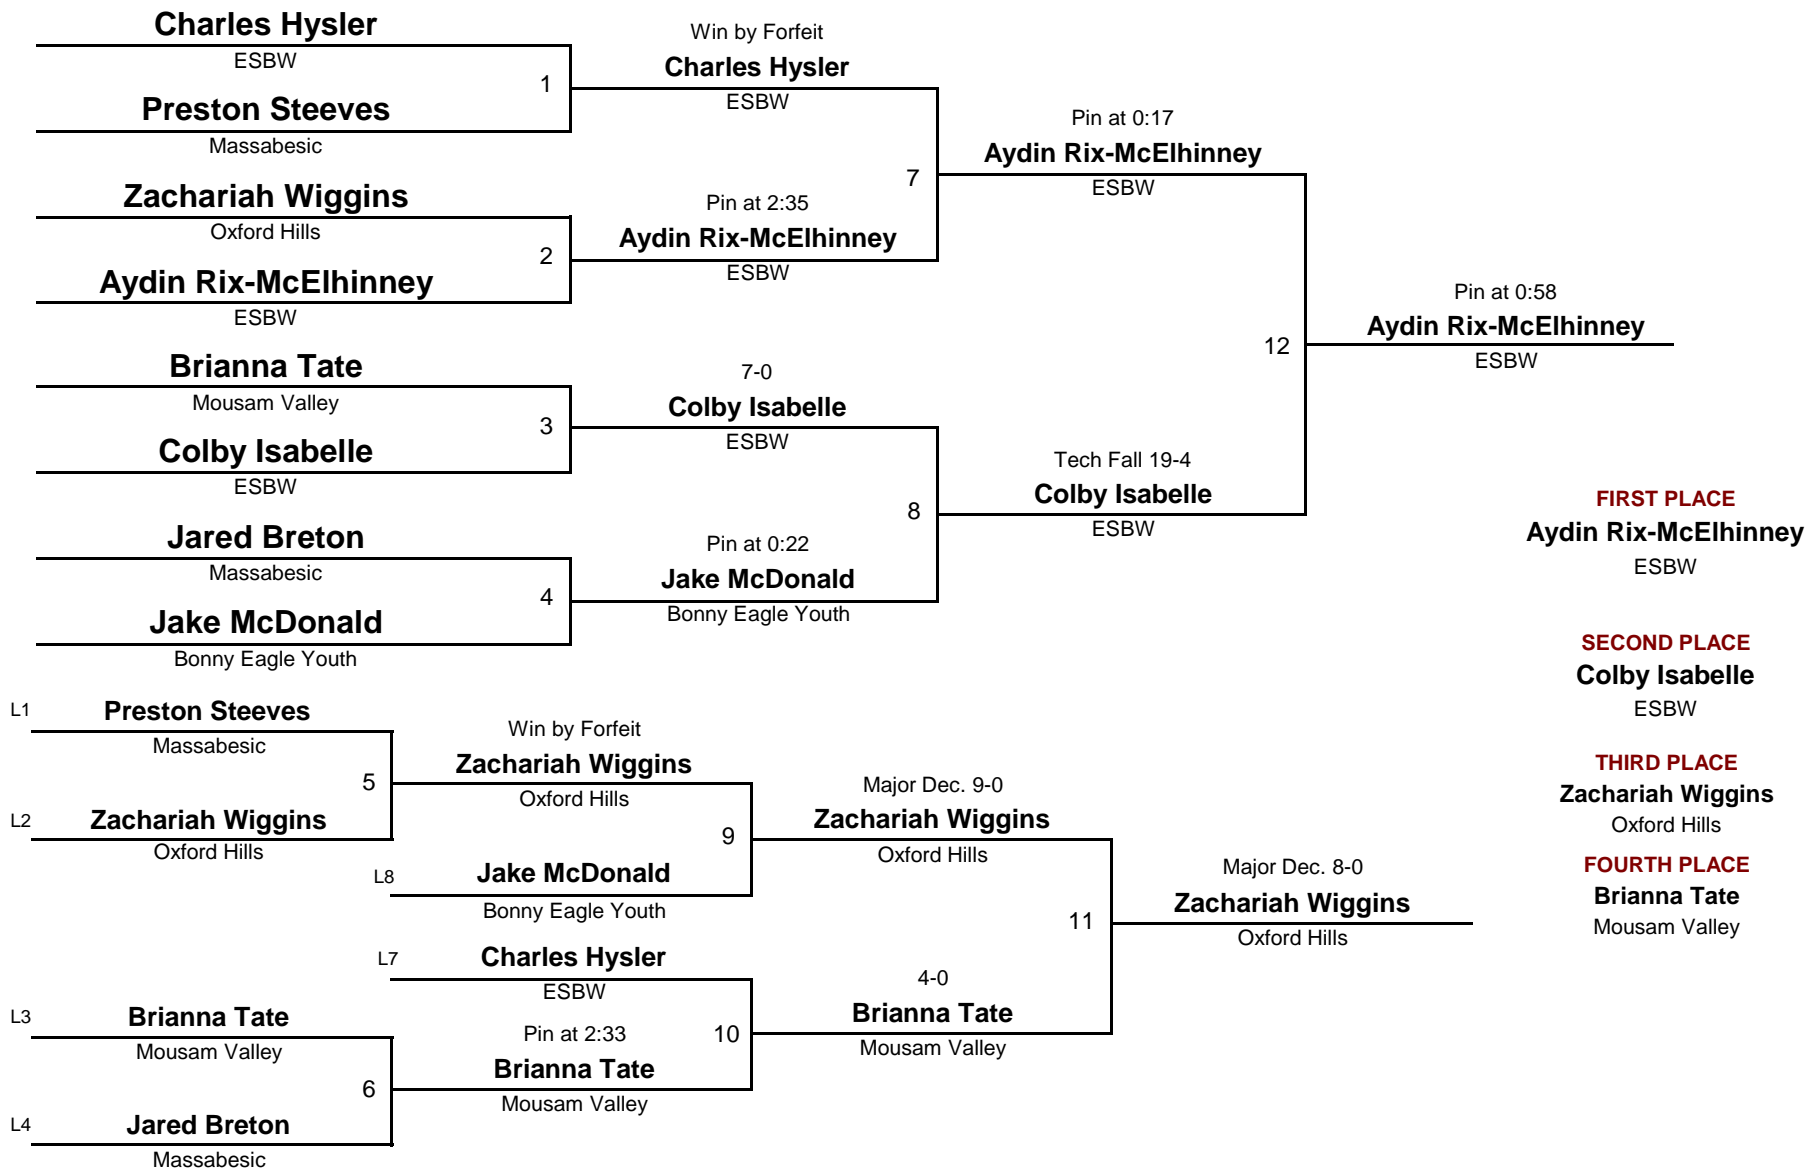 Charles Hysler
ESBW
1
Preston Steeves
Massabesic
Zachariah Wiggins
Oxford Hills
2
Aydin Rix-McElhinney
ESBW
Brianna Tate
Mousam Valley
3
Colby Isabelle
ESBW
Jared Breton
Massabesic
4
Jake McDonald
Bonny Eagle Youth
Win by Forfeit
Charles Hysler
ESBW
7
Pin at 2:35
Aydin Rix-McElhinney
ESBW
7-0
Colby Isabelle
ESBW
8
Pin at 0:22
Jake McDonald
Bonny Eagle Youth
Pin at 0:17
Aydin Rix-McElhinney
ESBW
12
Tech Fall 19-4
Colby Isabelle
ESBW
Pin at 0:58
Aydin Rix-McElhinney
ESBW
FIRST PLACE
Aydin Rix-McElhinney
ESBW
SECOND PLACE
Colby Isabelle
ESBW
THIRD PLACE
Zachariah Wiggins
Oxford Hills
FOURTH PLACE
Brianna Tate
Mousam Valley
L1 Preston Steeves
Massabesic
5
L2 Zachariah Wiggins
Oxford Hills
Win by Forfeit
Zachariah Wiggins
Oxford Hills
9
L8 Jake McDonald
Bonny Eagle Youth
L7 Charles Hysler
ESBW
10
L3 Brianna Tate
Mousam Valley
6
L4 Jared Breton
Massabesic
Pin at 2:33
Brianna Tate
Mousam Valley
Major Dec. 9-0
Zachariah Wiggins
Oxford Hills
11
4-0
Brianna Tate
Mousam Valley
Major Dec. 8-0
Zachariah Wiggins
Oxford Hills